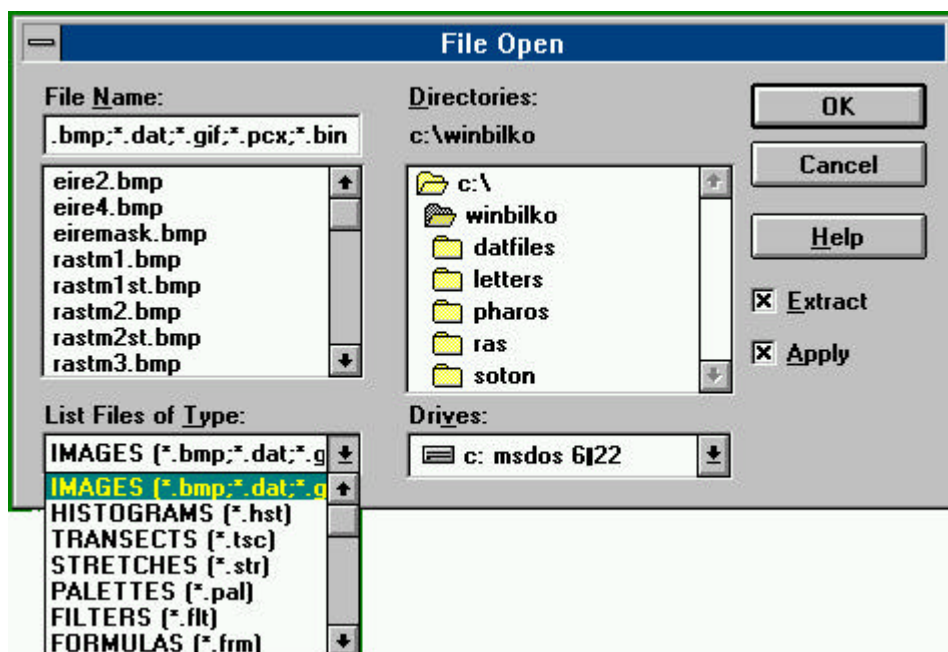 File Open
File Name:
.bmp;*.dat;*.gif;*.pcx;*.bin
eire2.bmp
eire4.bmp
eiremask.bmp
rastm1.bmp
rastm1st.bmp
rastm2.bmp
rastm2st.bmp
rastm3.bmp
List Files of Type:
IMAGES (*.bmp;*.dat;*.g
IMAGES (*.bmp;*.dat;*.g
HISTOGRAMS (*.hst)
TRANSECTS (*.tsc)
STRETCHES (*.str)
PALETTES (*.pal)
FILTERS (*.flt)
FORMULAS (*.frm)
Directories:
c:\winbilko
c:\
winbilko
datfiles
letters
pharos
ras
soton
Drives:
c: msdos 6|22
OK
Cancel
Help
Extract
Apply